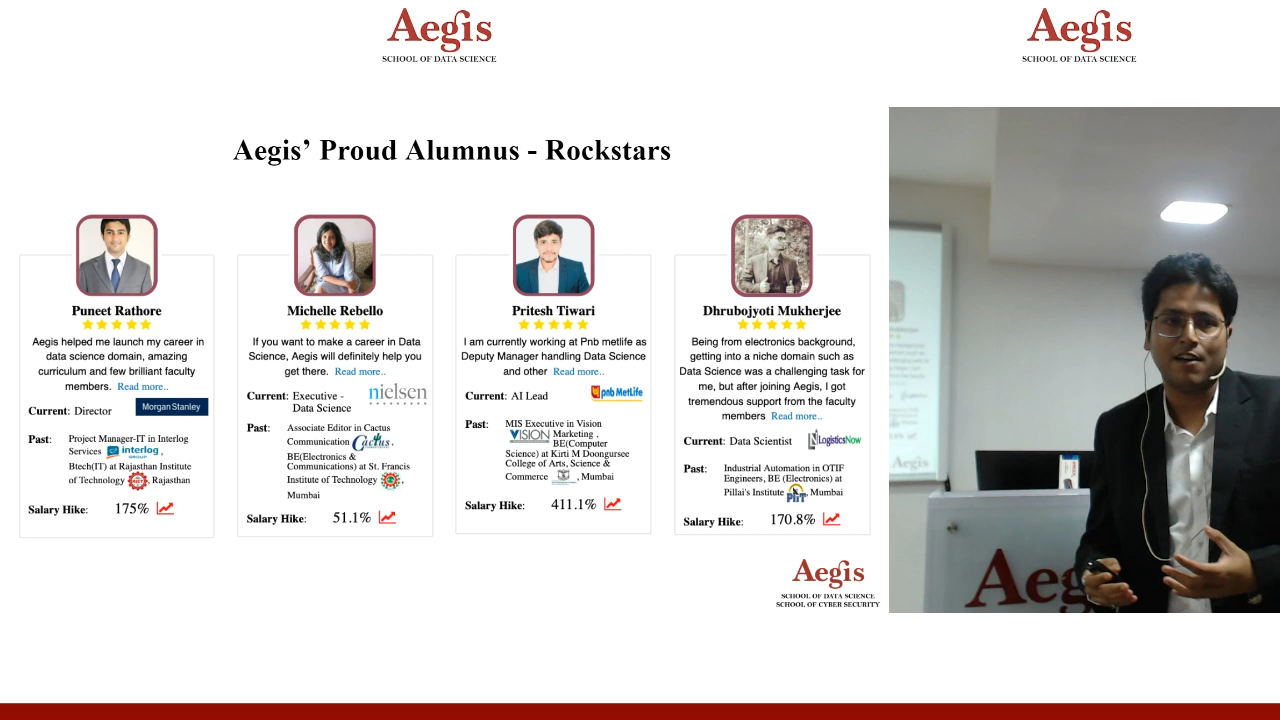 Aegis
SCHOOL OF DATA SCIENCE
Aegis
SCHOOL OF DATA SCIENCE
Aegis’ Proud Alumnus - Rockstars
Puneet Rathore
Aegis helped me launch my career in
data science domain, amazing
curriculum and few brilliant faculty
members. Read more..
Current: Director
Morgan Stanley
Past: Project Manager-IT in Interlog
Services interlog GROUP ,
Btech(IT) at Rajasthan Institute
of Technology , Rajasthan
Salary Hike: 175%
Michelle Rebello
If you want to make a career in Data
Science, Aegis will definitely help you
get there. Read more..
Current: Executive -
Data Science
nielsen
Past: Associate Editor in Cactus
Communication Cactus ,
BE(Electronics &
Communications) at St. Francis
Institute of Technology ,
Mumbai
Salary Hike: 51.1%
Pritesh Tiwari
I am currently working at Pnb metlife as
Deputy Manager handling Data Science
and other Read more..
Current: AI Lead
pnb MetLife
Past: MIS Executive in Vision
VISION Marketing ,
BE(Computer
Science) at Kirti M Doongursee
College of Arts, Science &
Commerce , Mumbai
Salary Hike: 411.1%
Dhrubojyoti Mukherjee
Being from electronics background,
getting into a niche domain such as
Data Science was a challenging task for
me, but after joining Aegis, I got
tremendous support from the faculty
members Read more..
Current: Data Scientist
LogisticsNow
Past: Industrial Automation in OTIF
Engineers, BE (Electronics) at
Pillai's Institute PIIT , Mumbai
Salary Hike: 170.8%
Aegis
SCHOOL OF DATA SCIENCE
SCHOOL OF CYBER SECURITY
Aegis
Aeg